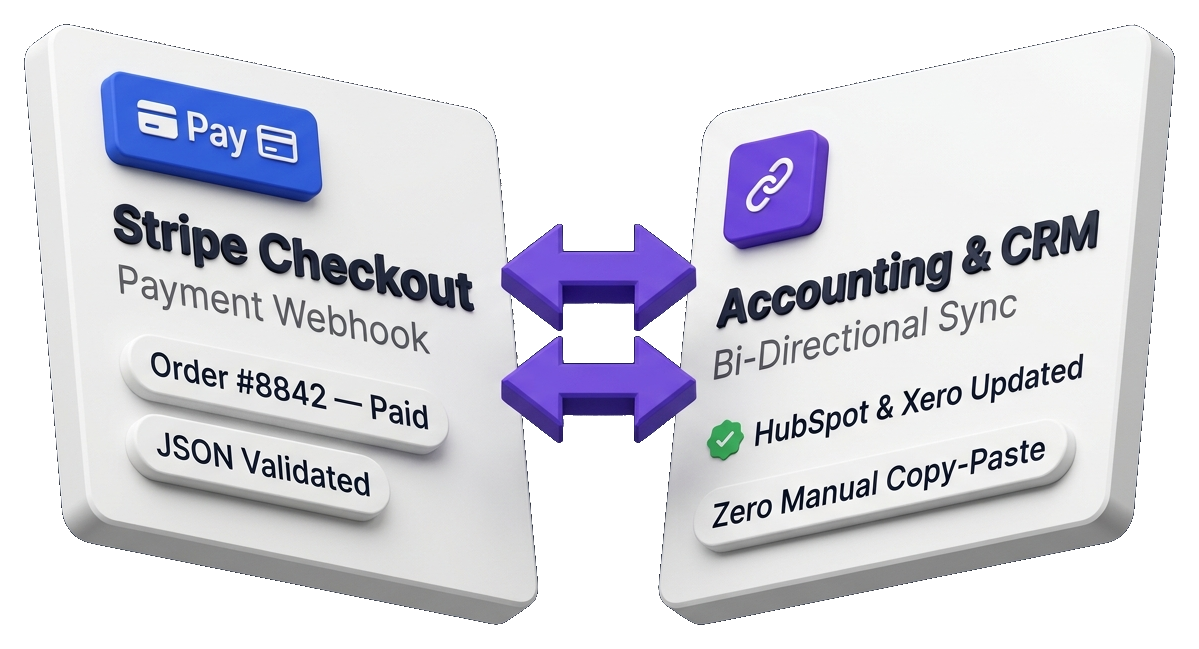 Pay
Stripe Checkout
Payment Webhook
Order #8842 — Paid
JSON Validated
Accounting & CRM
Bi-Directional Sync
HubSpot & Xero Updated
Zero Manual Copy-Paste